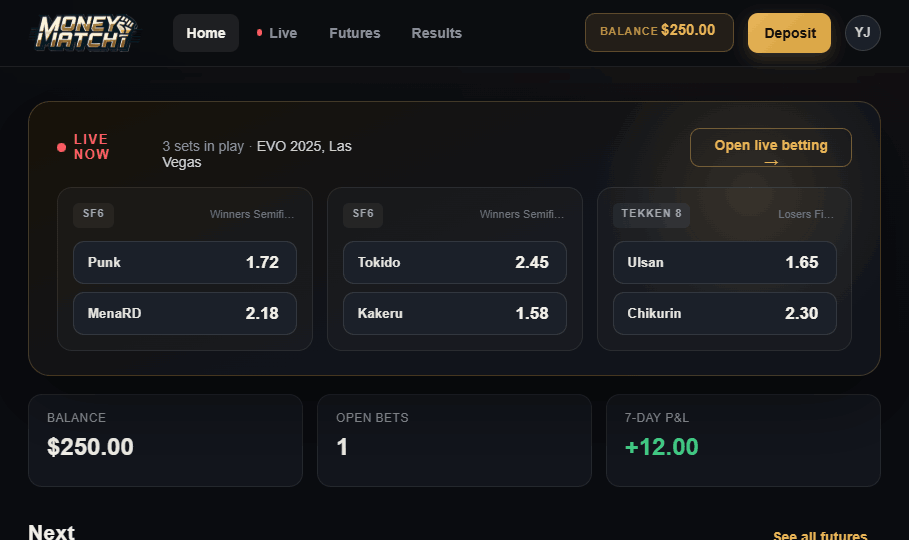 MONEY MATCH!
Home
Live
Futures
Results
BALANCE $250.00
Deposit
YJ
LIVE NOW
3 sets in play · EVO 2025, Las Vegas
Open live betting →
SF6
Winners Semifi...
Punk 1.72
MenaRD 2.18
SF6
Winners Semifi...
Tokido 2.45
Kakeru 1.58
TEKKEN 8
Losers Fi...
Ulsan 1.65
Chikurin 2.30
BALANCE
$250.00
OPEN BETS
1
7-DAY P&L
+12.00
Next
See all futures